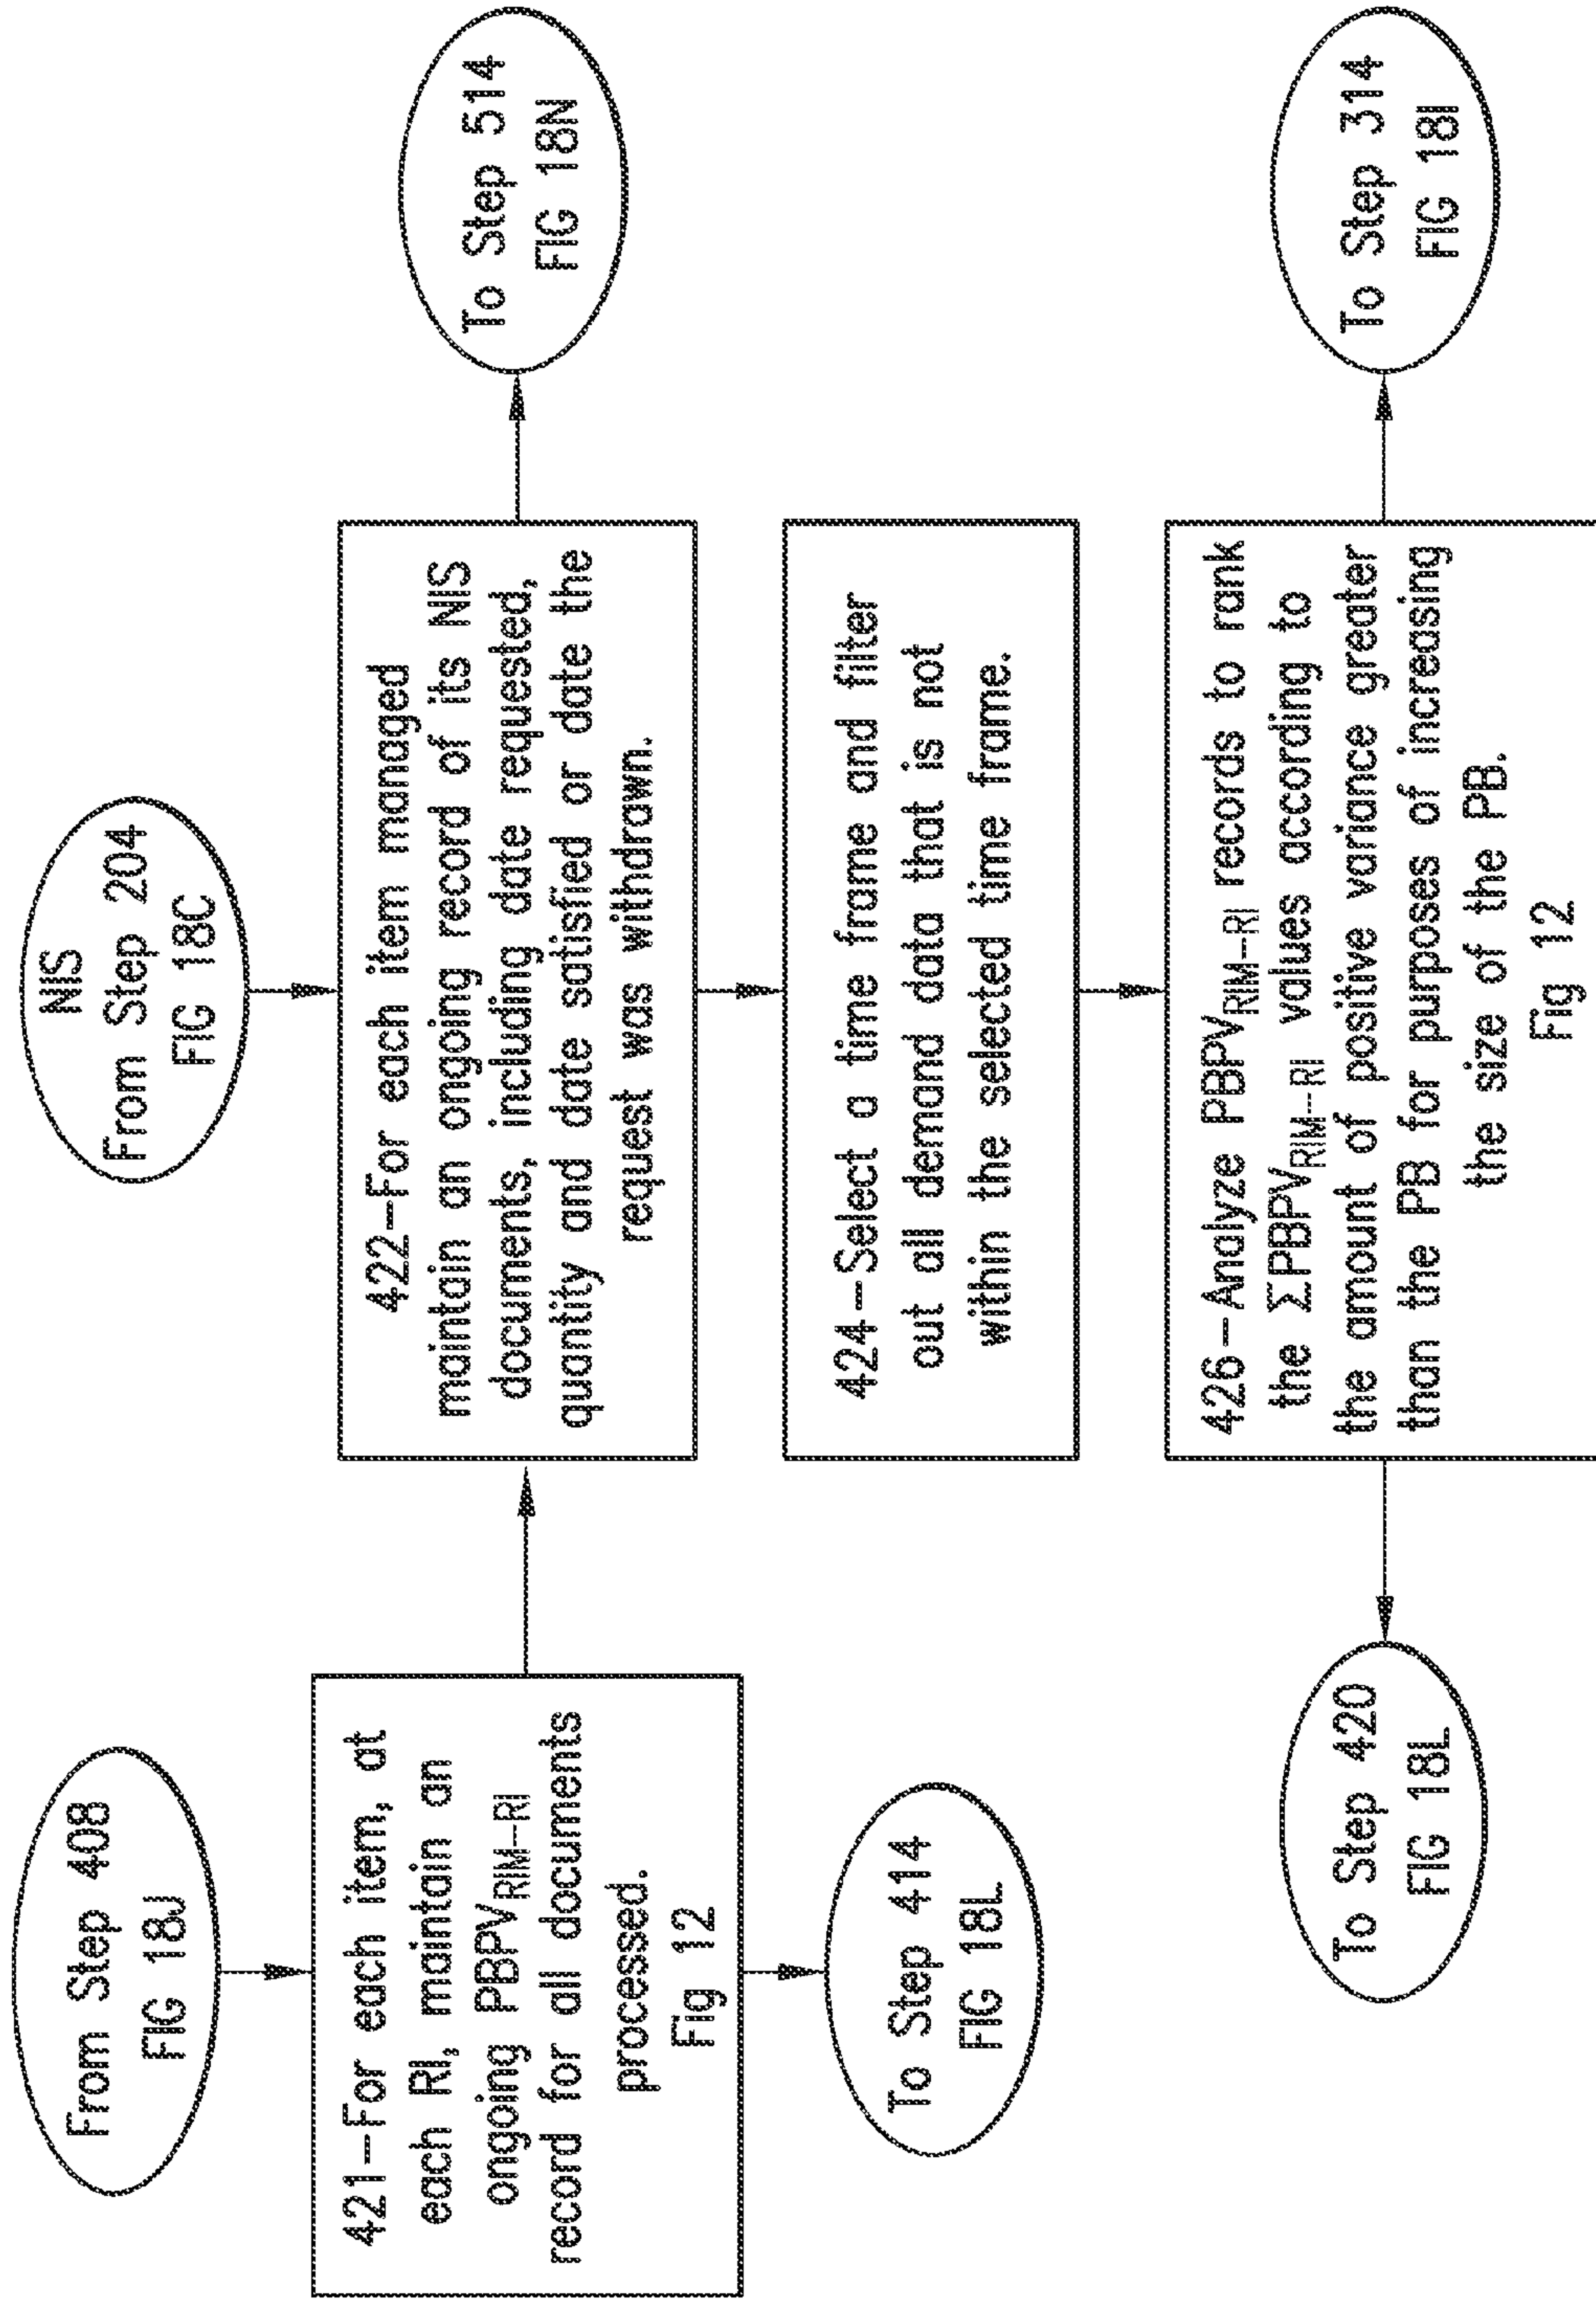 From Step 408
FIG 18J
421-For each item, at
each RI, maintain an
ongoing PBPV RIM-RI
record for all documents
processed.
Fig 12
To Step 414
FIG 18L
NIS
From Step 204
FIG 18C
422-For each item managed
maintain an ongoing record of its NIS
documents, including date requested,
quantity and date satisfied or date the
request was withdrawn.
To Step 514
FIG 18N
424-Select a time frame and filter
out all demand data that is not
within the selected time frame.
426-Analyze PBPV RIM-RI records to rank
the ΣPBPV RIM-RI values according to
the amount of positive variance greater
than the PB for purposes of increasing
the size of the PB.
Fig 12
To Step 420
FIG 18L
To Step 314
FIG 18I